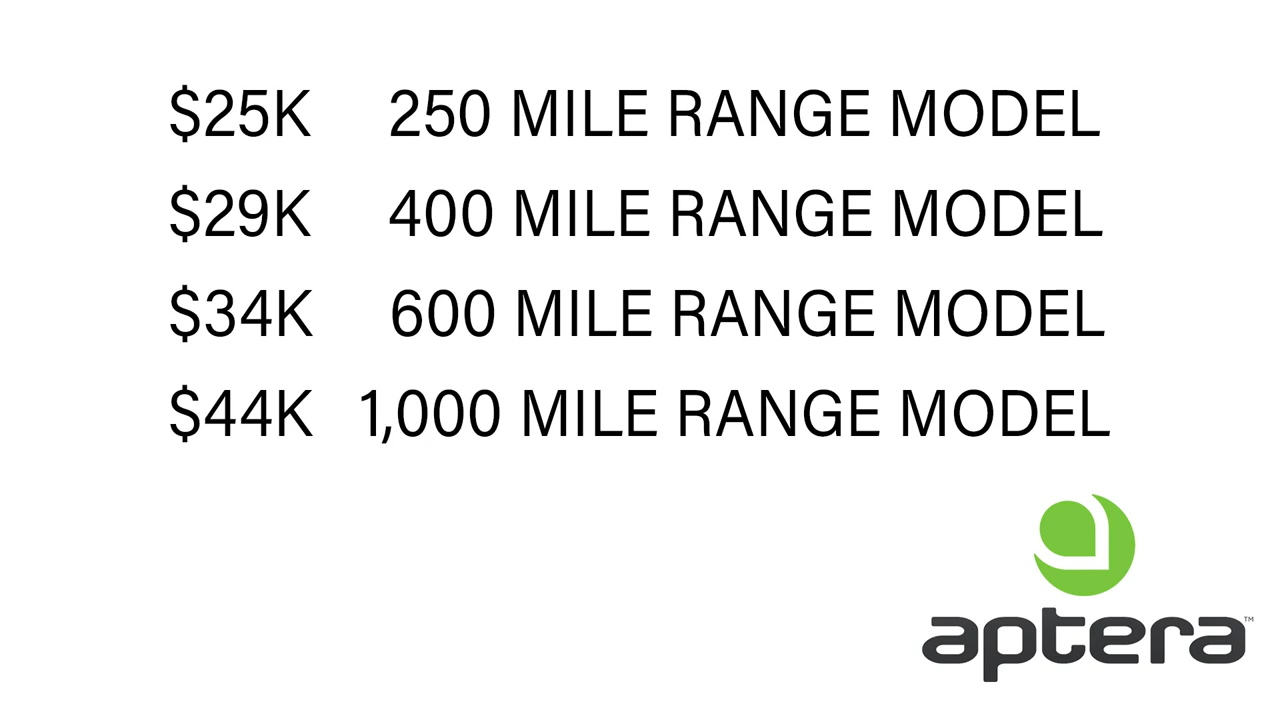 $25K 250 MILE RANGE MODEL
$29K 400 MILE RANGE MODEL
$34K 600 MILE RANGE MODEL
$44K 1,000 MILE RANGE MODEL
aptera™